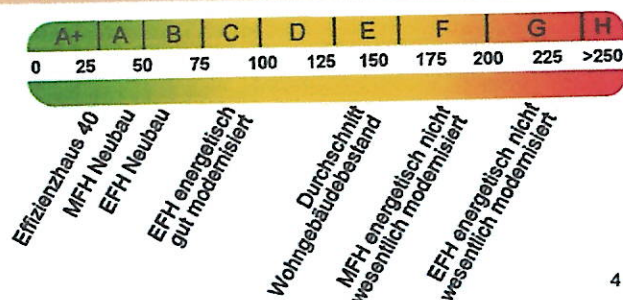 A+ A B C D E F G H
0 25 50 75 100 125 150 175 200 225 >250
Effizienzhaus 40
MFH Neubau
EFH Neubau
EFH energetisch
gut modernisiert
Durchschnitt
Wohngebäudebestand
MFH energetisch nicht
wesentlich modernisiert
EFH energetisch nicht
wesentlich modernisiert
4